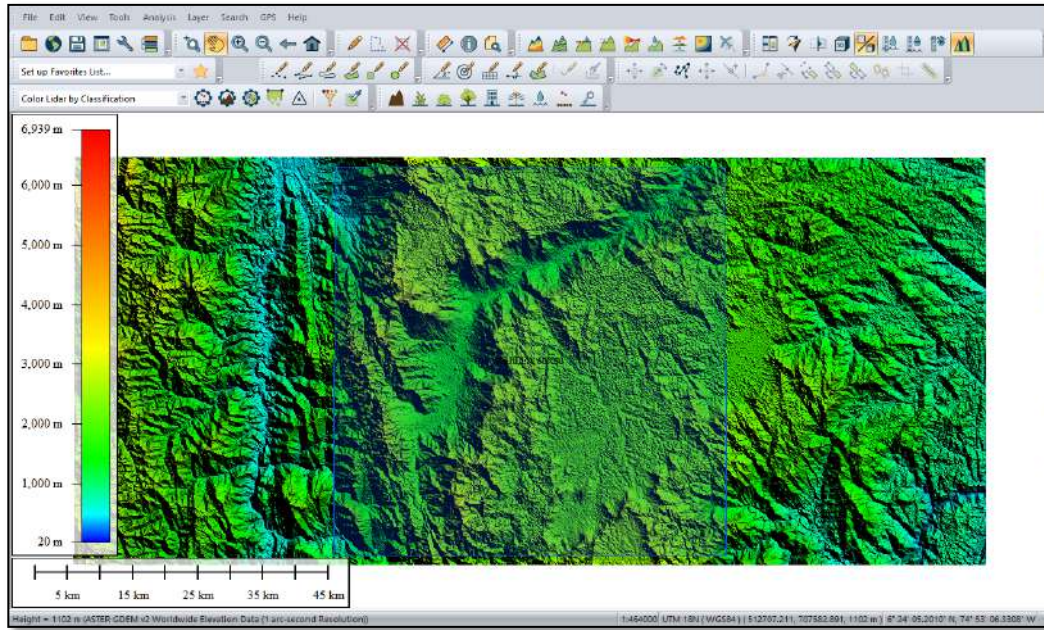 File Edit View Tools Analysis Layer Search GPS Help
Set up Favorites List...
Color Lidar by Classification
6,939 m
6,000 m
5,000 m
4,000 m
3,000 m
2,000 m
1,000 m
20 m
5 km 15 km 25 km 35 km 45 km
Height = 1102 m (ASTER GDEM v2 Worldwide Elevation Data (1 arc-second Resolution))
1:464000 UTM 18N ( WGS84 ) ( 512707.211, 707582.891, 1102 m ) 6° 24' 05.2010" N, 74° 53' 06.3308" W